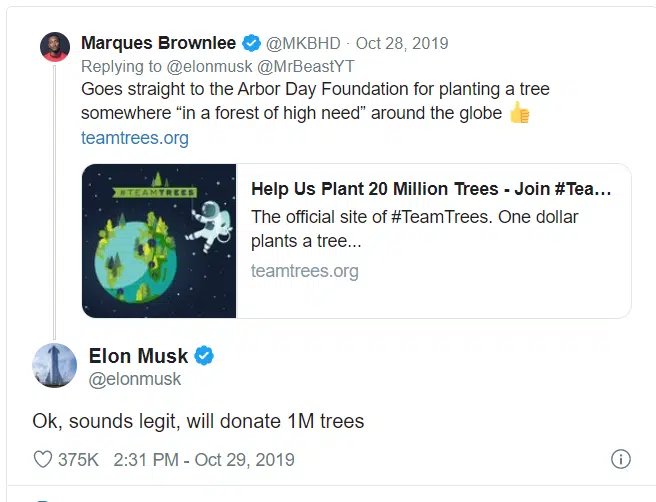 Marques Brownlee @MKBHD · Oct 28, 2019
Replying to @elonmusk @MrBeastYT
Goes straight to the Arbor Day Foundation for planting a tree
somewhere “in a forest of high need” around the globe 👍
teamtrees.org
#TEAMTREES
Help Us Plant 20 Million Trees - Join #Tea...
The official site of #TeamTrees. One dollar
plants a tree...
teamtrees.org
Elon Musk
@elonmusk
Ok, sounds legit, will donate 1M trees
375K 2:31 PM - Oct 29, 2019